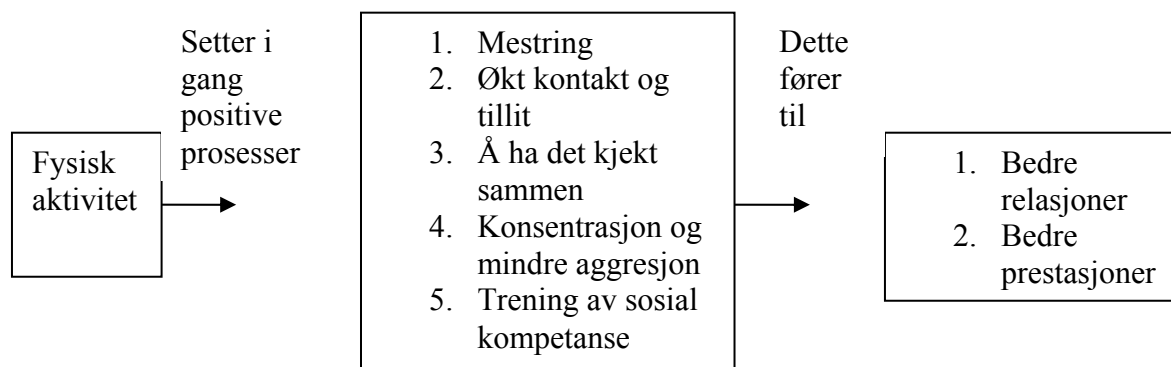 Fysisk
aktivitet
Setter i
gang
positive
prosesser
1. Mestring
2. Økt kontakt og
tillit
3. Å ha det kjekt
sammen
4. Konsentrasjon og
mindre aggresjon
5. Trening av sosial
kompetanse
Dette
fører
til
1. Bedre
relasjoner
2. Bedre
prestasjoner